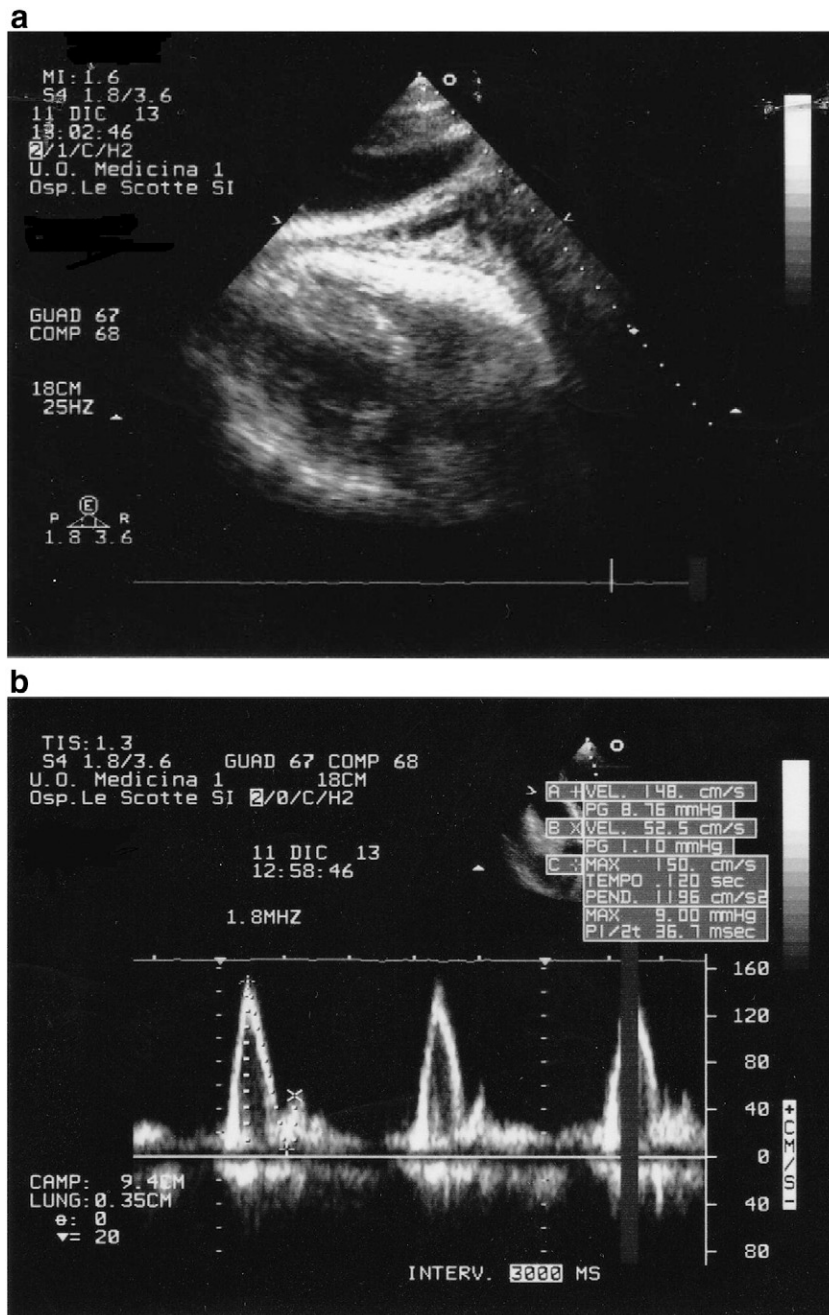 a
MI:1.6
S4 1.8/3.6
11 DIC 13
13:02:46
2/1/C/H2
U.O. Medicina 1
Osp.Le Scotte SI
GUAD 67
COMP 68
18CM
25HZ
E
P R
1.8 3.6
b
TIS:1.3
S4 1.8/3.6 GUAD 67 COMP 68
U.O. Medicina 1 18CM
Osp.Le Scotte SI 2/0/C/H2
11 DIC 13
12:58:46
1.8MHZ
A + VEL. 148. cm/s
PG 8.76 mmHg
B X VEL. 52.5 cm/s
PG 1.10 mmHg
C MAX 150. cm/s
TEMPO .120 sec
PEND. 1196 cm/s2
MAX 9.00 mmHg
P1/2t 36.7 msec
160
120
80
40
0
40
80
+CM/S-
CAMP: 9.4CM
LUNG:0.35CM
θ: 0
▼= 20
INTERV. 3000 MS